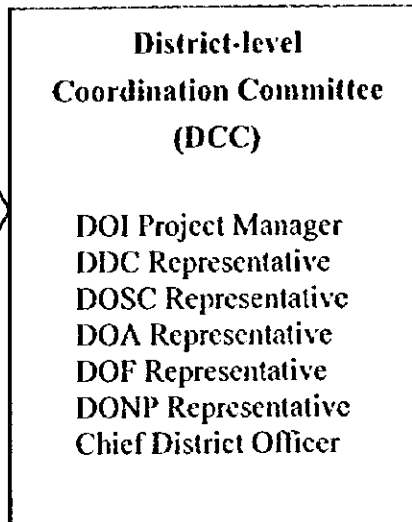 District-level
Coordination Committee
(DCC)
DOI Project Manager
DDC Representative
DOSC Representative
DOA Representative
DOF Representative
DONP Representative
Chief District Officer